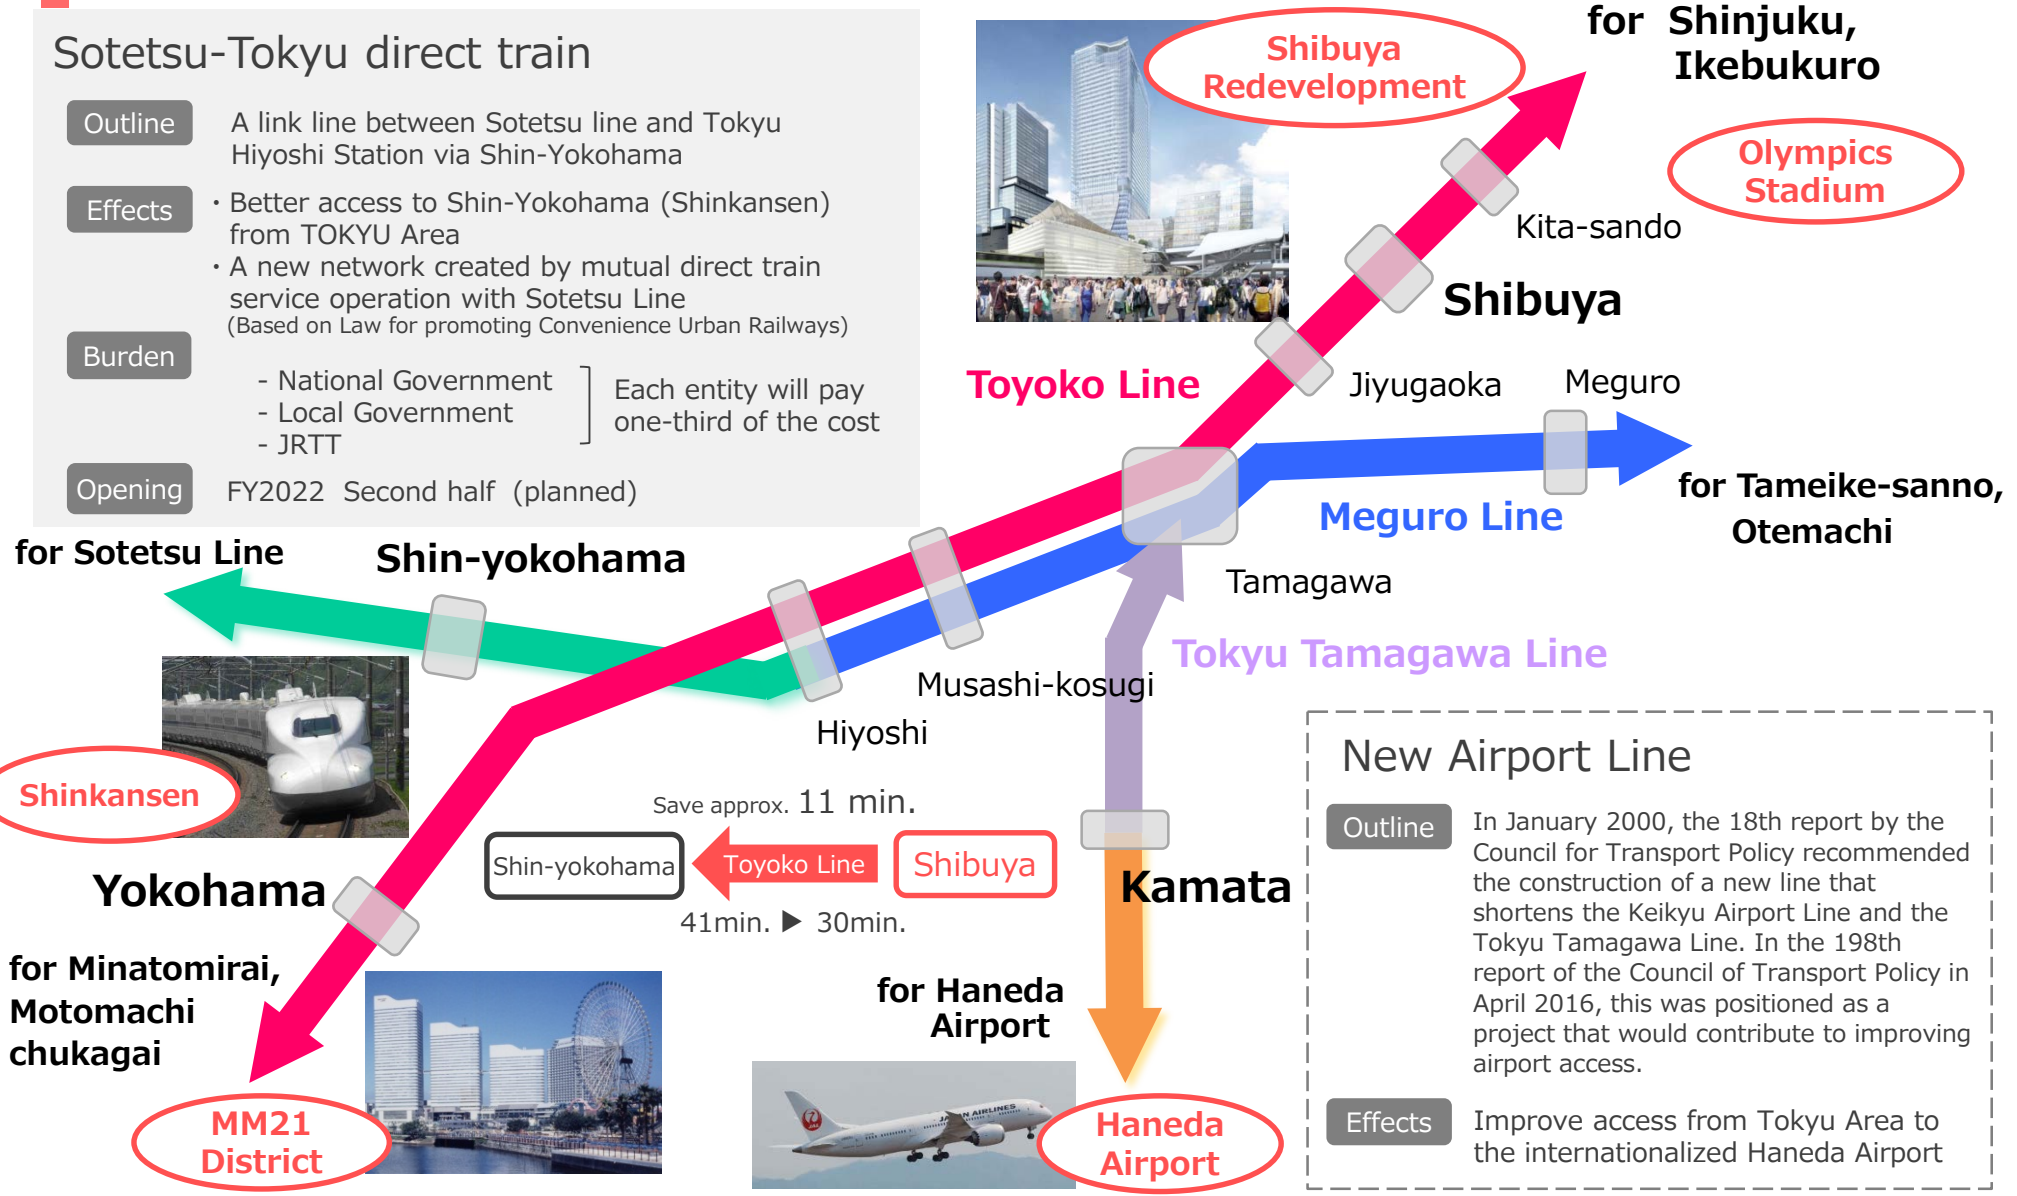 Sotetsu-Tokyu direct train
Outline
A link line between Sotetsu line and Tokyu
Hiyoshi Station via Shin-Yokohama
Effects
・Better access to Shin-Yokohama (Shinkansen)
from TOKYU Area
・A new network created by mutual direct train
service operation with Sotetsu Line
(Based on Law for promoting Convenience Urban Railways)
Burden
- National Government
- Local Government
- JRTT
Each entity will pay
one-third of the cost
Opening
FY2022 Second half (planned)
Shibuya
Redevelopment
for Shinjuku,
Ikebukuro
Olympics
Stadium
Kita-sando
Shibuya
Toyoko Line
Jiyugaoka
Meguro
Meguro Line
for Tameike-sanno,
Otemachi
for Sotetsu Line
Shin-yokohama
Tamagawa
Tokyu Tamagawa Line
Musashi-kosugi
Hiyoshi
Shinkansen
Save approx. 11 min.
Shin-yokohama
Toyoko Line
Shibuya
41min. ▶ 30min.
Yokohama
Kamata
for Minatomirai,
Motomachi
chukagai
for Haneda
Airport
MM21
District
JAPAN AIRLINES
JAL
Haneda
Airport
New Airport Line
Outline
In January 2000, the 18th report by the
Council for Transport Policy recommended
the construction of a new line that
shortens the Keikyu Airport Line and the
Tokyu Tamagawa Line. In the 198th
report of the Council of Transport Policy in
April 2016, this was positioned as a
project that would contribute to improving
airport access.
Effects
Improve access from Tokyu Area to
the internationalized Haneda Airport